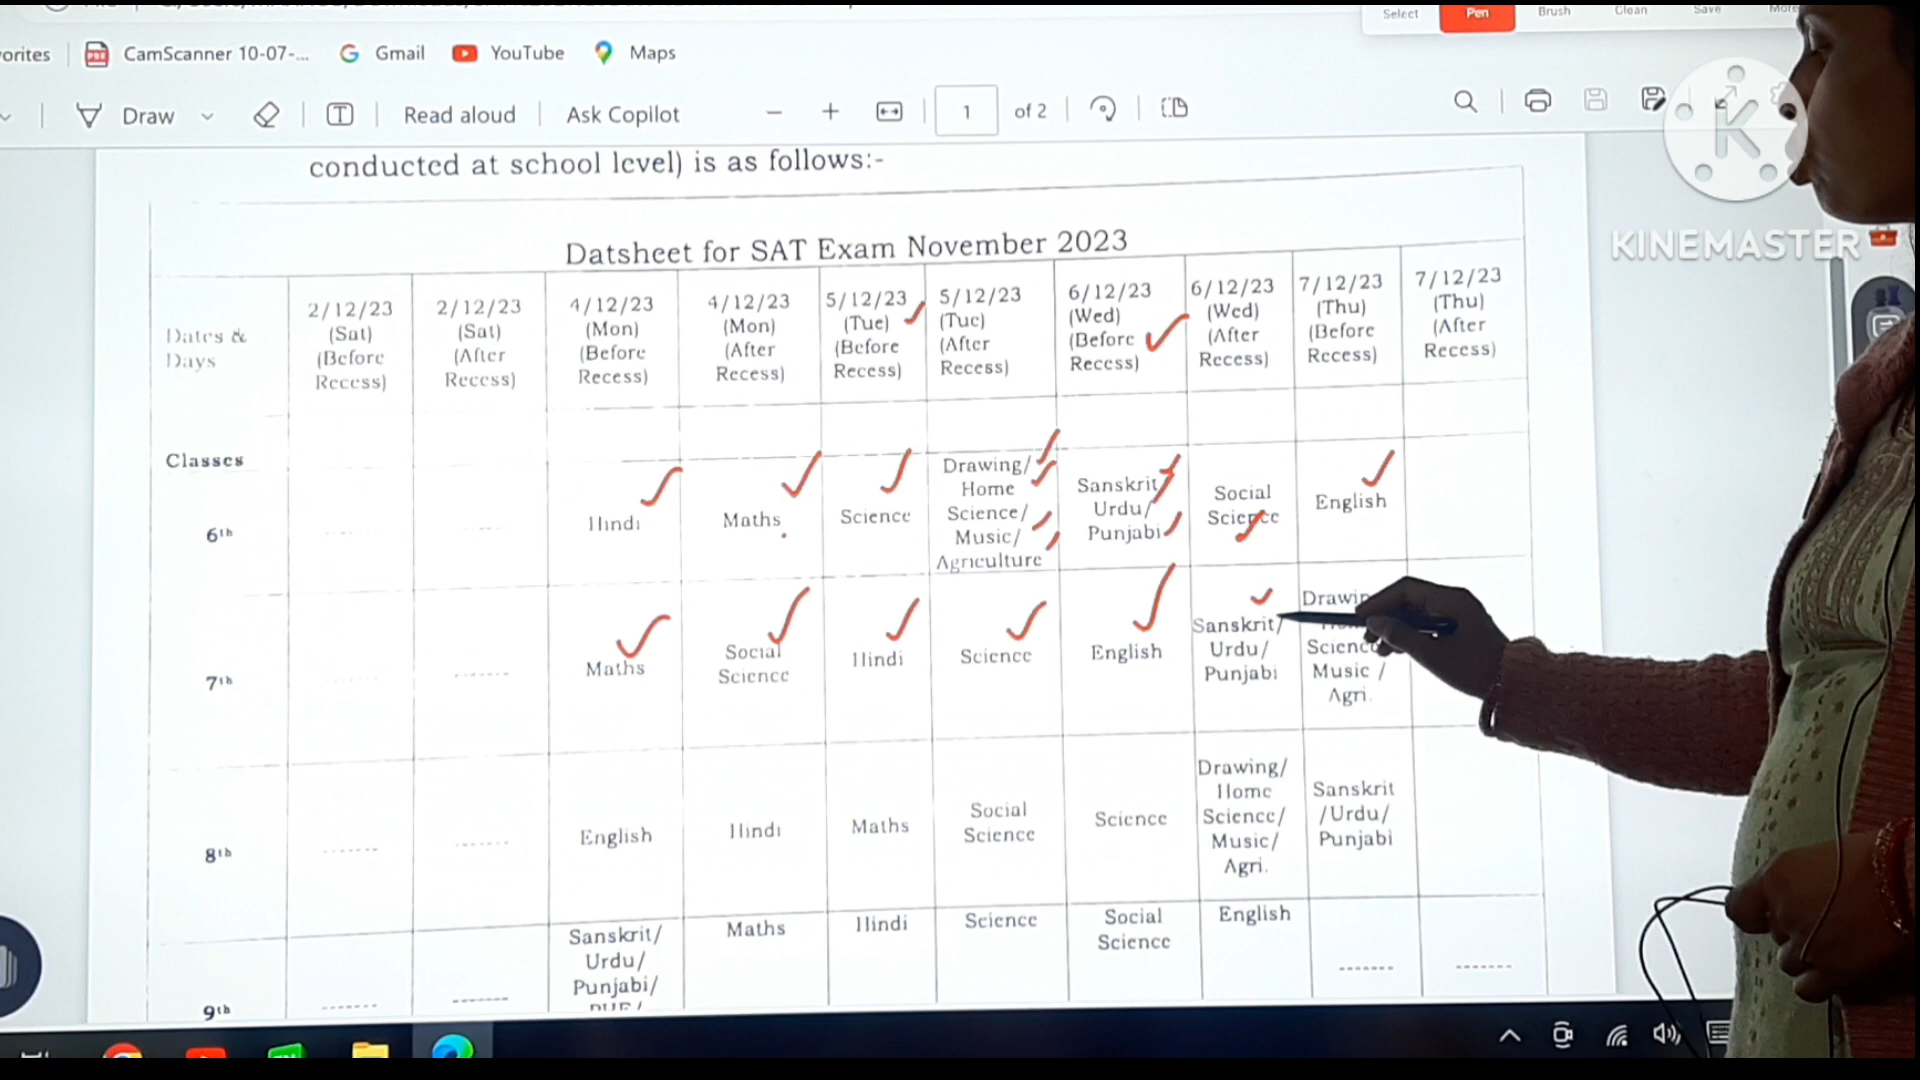 orites
CamScanner 10-07-...
Gmail
YouTube
Maps
Select
Pen
Brush
Clean
Save
More
Draw
Read aloud
Ask Copilot
1
of 2
KINEMASTER
conducted at school level) is as follows:-
Datsheet for SAT Exam November 2023
Dates &
Days
2/12/23
(Sat)
(Before
Recess)
2/12/23
(Sat)
(After
Recess)
4/12/23
(Mon)
(Before
Recess)
4/12/23
(Mon)
(After
Recess)
5/12/23
(Tue)
(Before
Recess)
5/12/23
(Tue)
(After
Recess)
6/12/23
(Wed)
(Before
Recess)
6/12/23
(Wed)
(After
Recess)
7/12/23
(Thu)
(Before
Recess)
7/12/23
(Thu)
(After
Recess)
Classes
6th
Hindi
Maths
Science
Drawing/
Home
Science/
Music/
Agriculture
Sanskrit/
Urdu/
Punjabi
Social
Science
English
7th
Maths
Social
Science
Hindi
Science
English
Sanskrit/
Urdu/
Punjabi
Music /
Agri.
8th
English
Hindi
Maths
Social
Science
Science
Drawing/
Home
Science/
Music/
Agri.
Sanskrit
/Urdu/
Punjabi
9th
Sanskrit/
Urdu/
Punjabi/
Maths
Hindi
Science
Social
Science
English